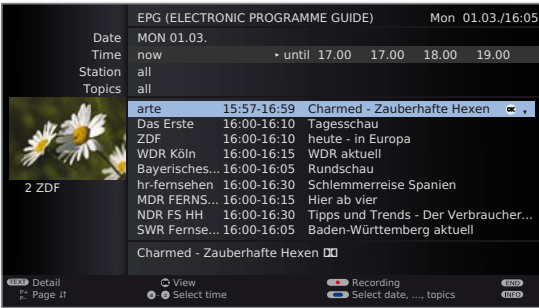 EPG (ELECTRONIC PROGRAMME GUIDE) Mon 01.03./16:05
Date MON 01.03.
Time now ▸ until 17.00 17.00 18.00 19.00
Station all
Topics all
arte 15:57-16:59 Charmed - Zauberhafte Hexen OK
Das Erste 16:00-16:10 Tagesschau
ZDF 16:00-16:10 heute - in Europa
WDR Köln 16:00-16:15 WDR aktuell
Bayerisches... 16:00-16:05 Rundschau
hr-fernsehen 16:00-16:30 Schlemmerreise Spanien
MDR FERNS... 16:00-16:15 Hier ab vier
NDR FS HH 16:00-16:30 Tipps und Trends - Der Verbraucher...
SWR Fernse... 16:00-16:05 Baden-Württemberg aktuell
2 ZDF
Charmed - Zauberhafte Hexen
TEXT Detail OK View Recording END
P+ P- Page ↓↑ 0-9 Select time Select date, ..., topics INFO